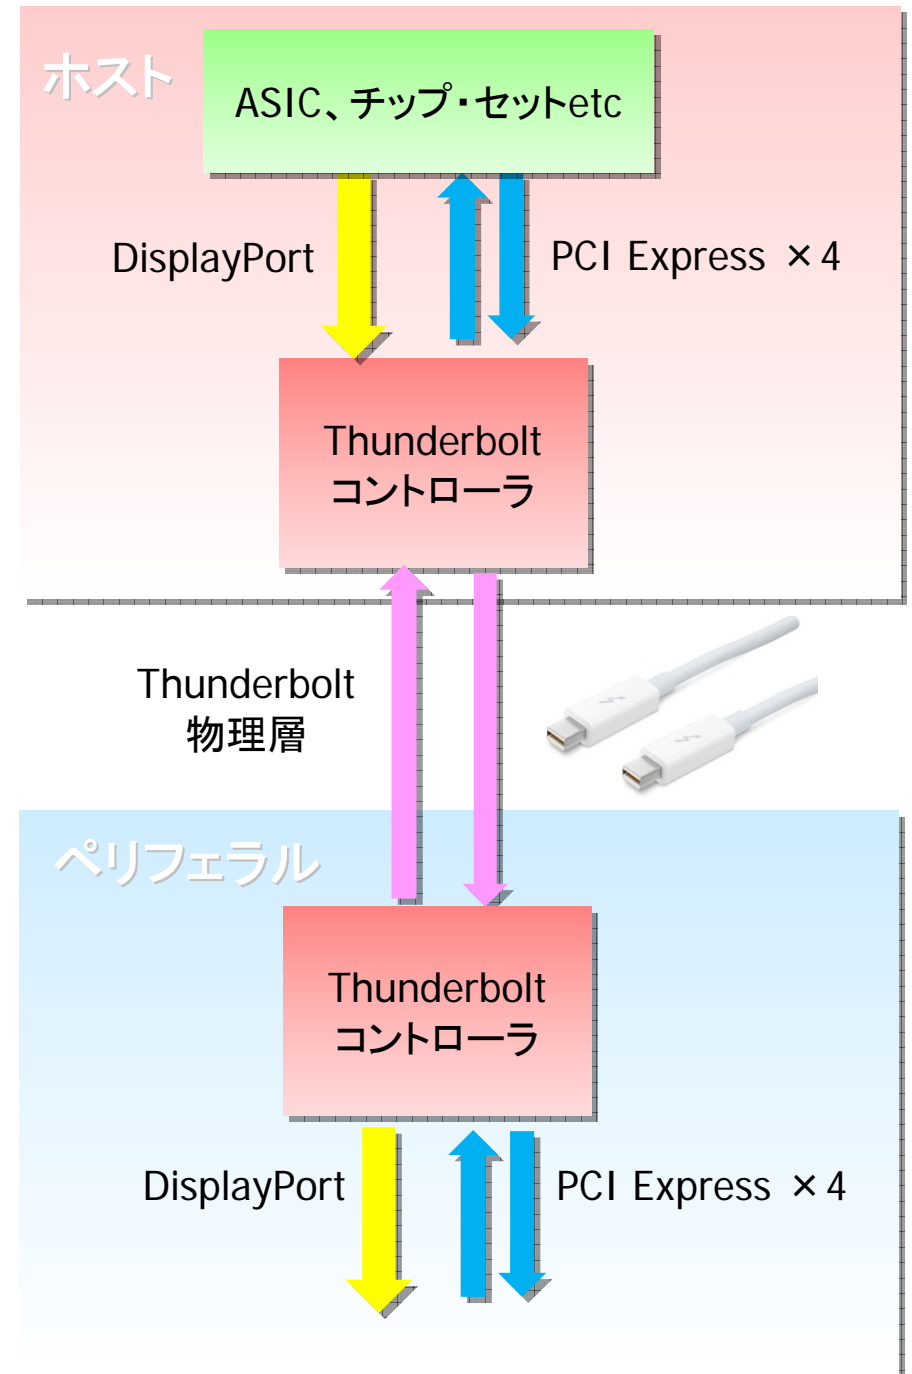 ホスト
ASIC、チップ・セットetc
DisplayPort
PCI Express ×4
Thunderbolt
コントローラ
Thunderbolt
物理層
ペリフェラル
Thunderbolt
コントローラ
DisplayPort
PCI Express ×4